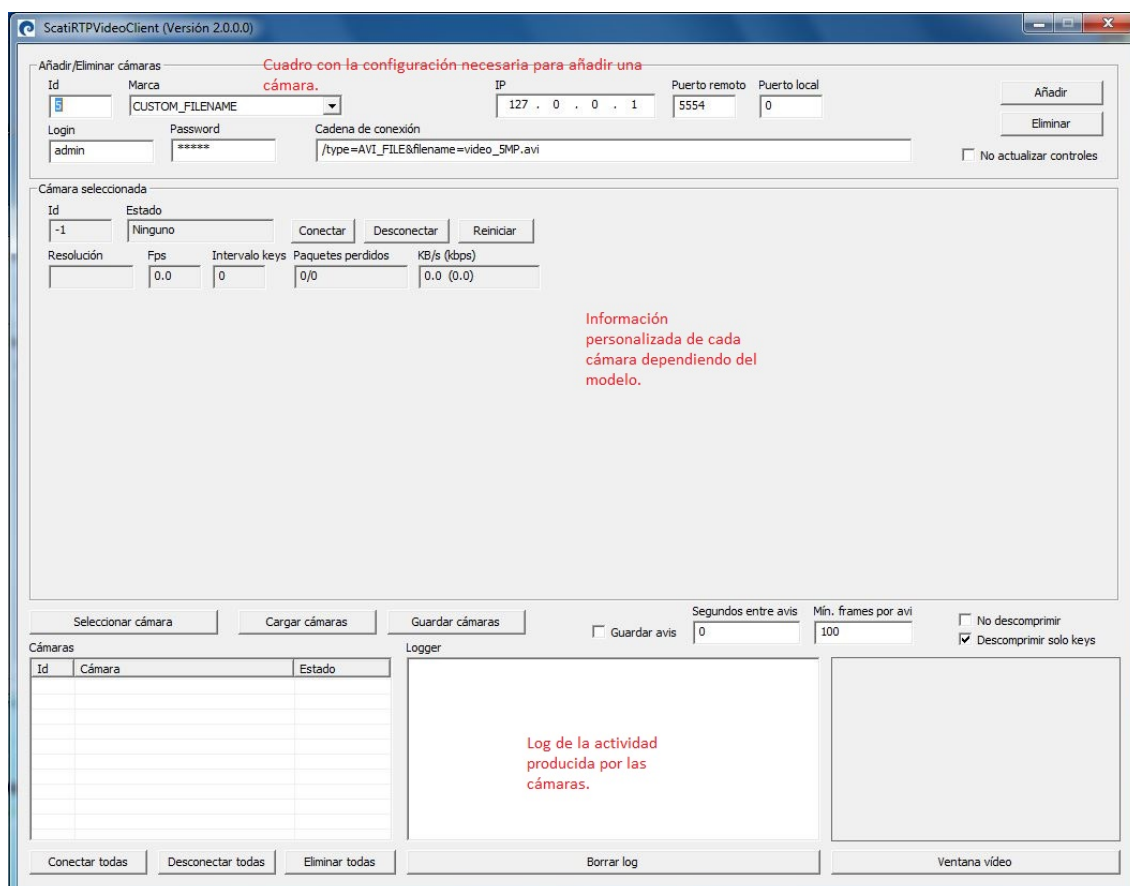 ScatiRTPVideoClient (Versión 2.0.0.0)
Añadir/Eliminar cámaras
Cuadro con la configuración necesaria para añadir una
cámara.
Id Marca IP Puerto remoto Puerto local
5 CUSTOM_FILENAME 127 . 0 . 0 . 1 5554 0 Añadir
Login Password Cadena de conexión Eliminar
admin ***** /type=AVI_FILE&filename=video_5MP.avi No actualizar controles
Cámara seleccionada
Id Estado
-1 Ninguno Conectar Desconectar Reiniciar
Resolución Fps Intervalo keys Paquetes perdidos KB/s (kbps)
0.0 0 0/0 0.0 (0.0)
Información
personalizada de cada
cámara dependiendo del
modelo.
Segundos entre avis Mín. frames por avi
Seleccionar cámara Cargar cámaras Guardar cámaras Guardar avis 0 100 No descomprimir
Descomprimir solo keys
Cámaras Logger
Id Cámara Estado
Log de la actividad
producida por las
cámaras.
Conectar todas Desconectar todas Eliminar todas Borrar log Ventana vídeo